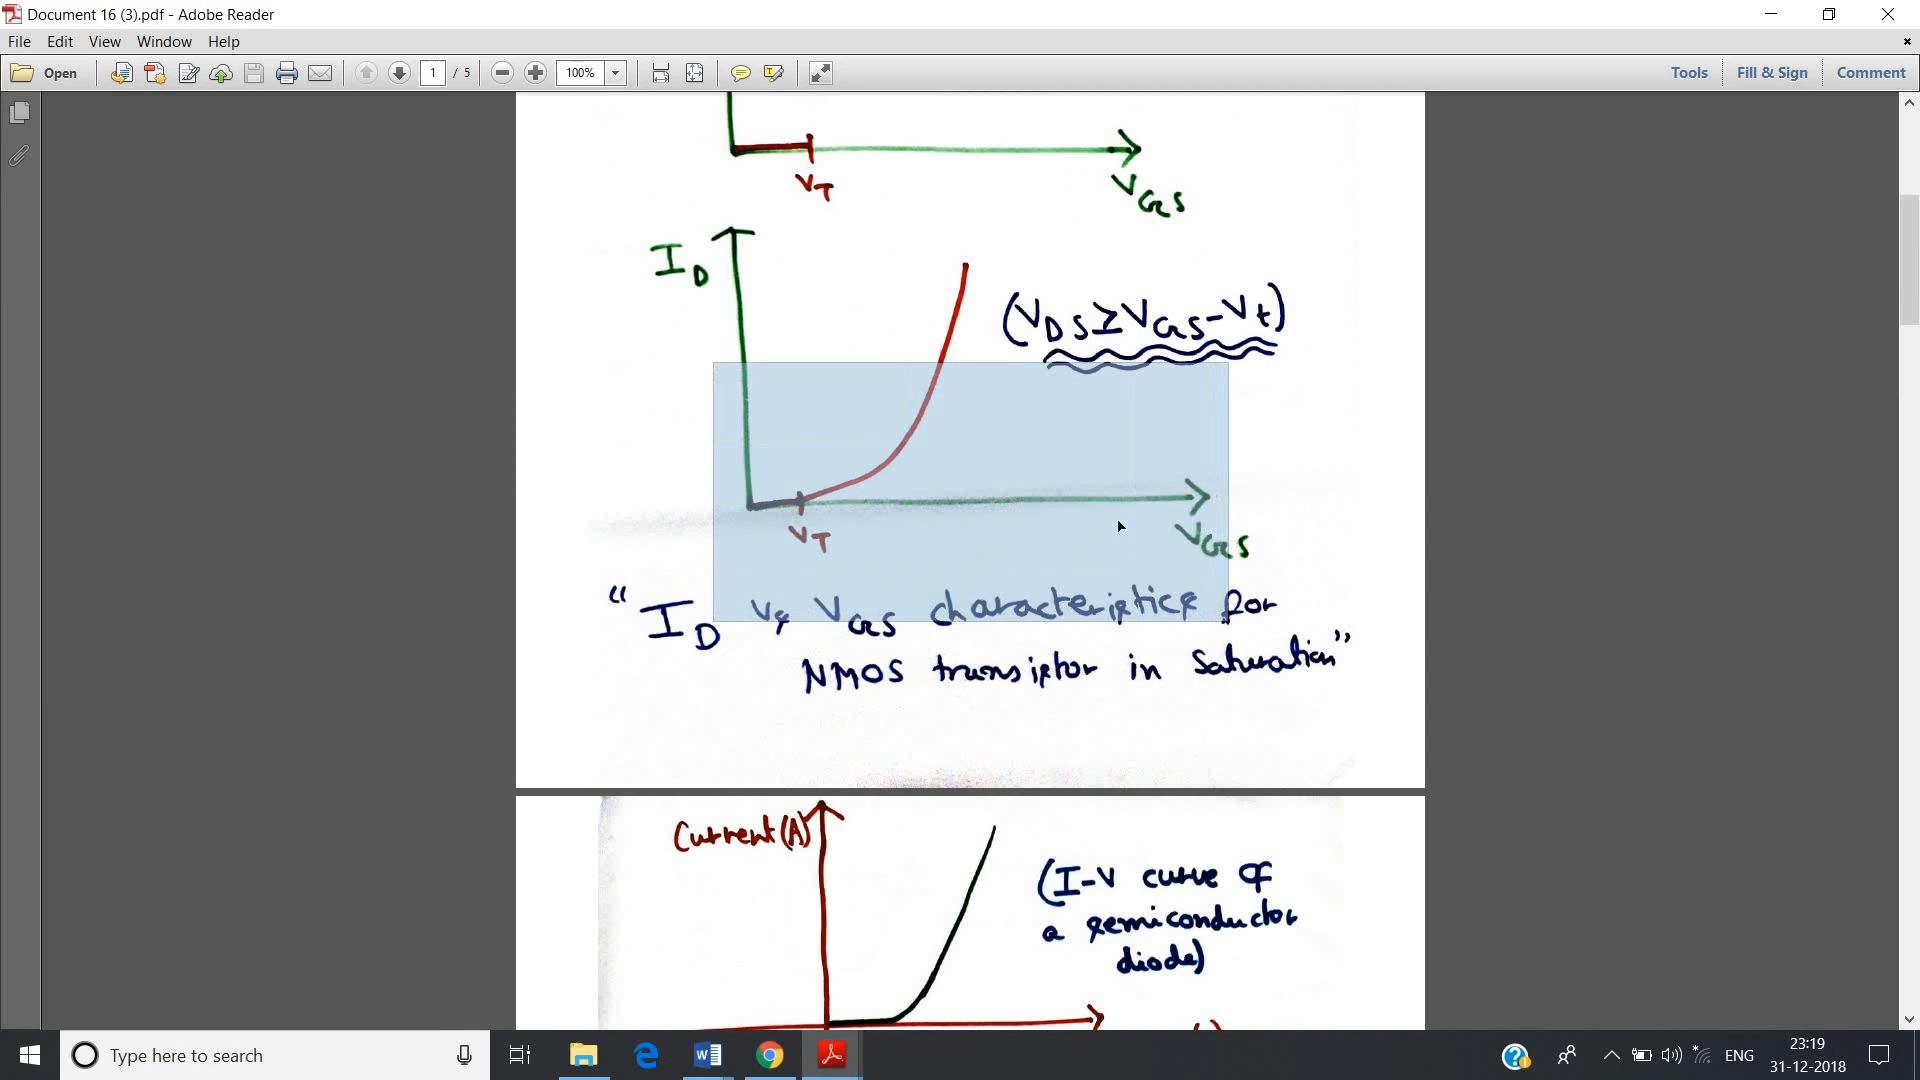 Document 16 (3).pdf - Adobe Reader
File Edit View Window Help
Open 1 / 5 100% Tools Fill & Sign Comment
VT
VGS
ID
(VDS≥VGS-Vt)
VT
VGS
"ID vs VGS characteristics for
NMOS transistor in Saturation"
Current(A)
(I-V curve of
a semiconductor
diode)
Type here to search
ENG
23:19
31-12-2018